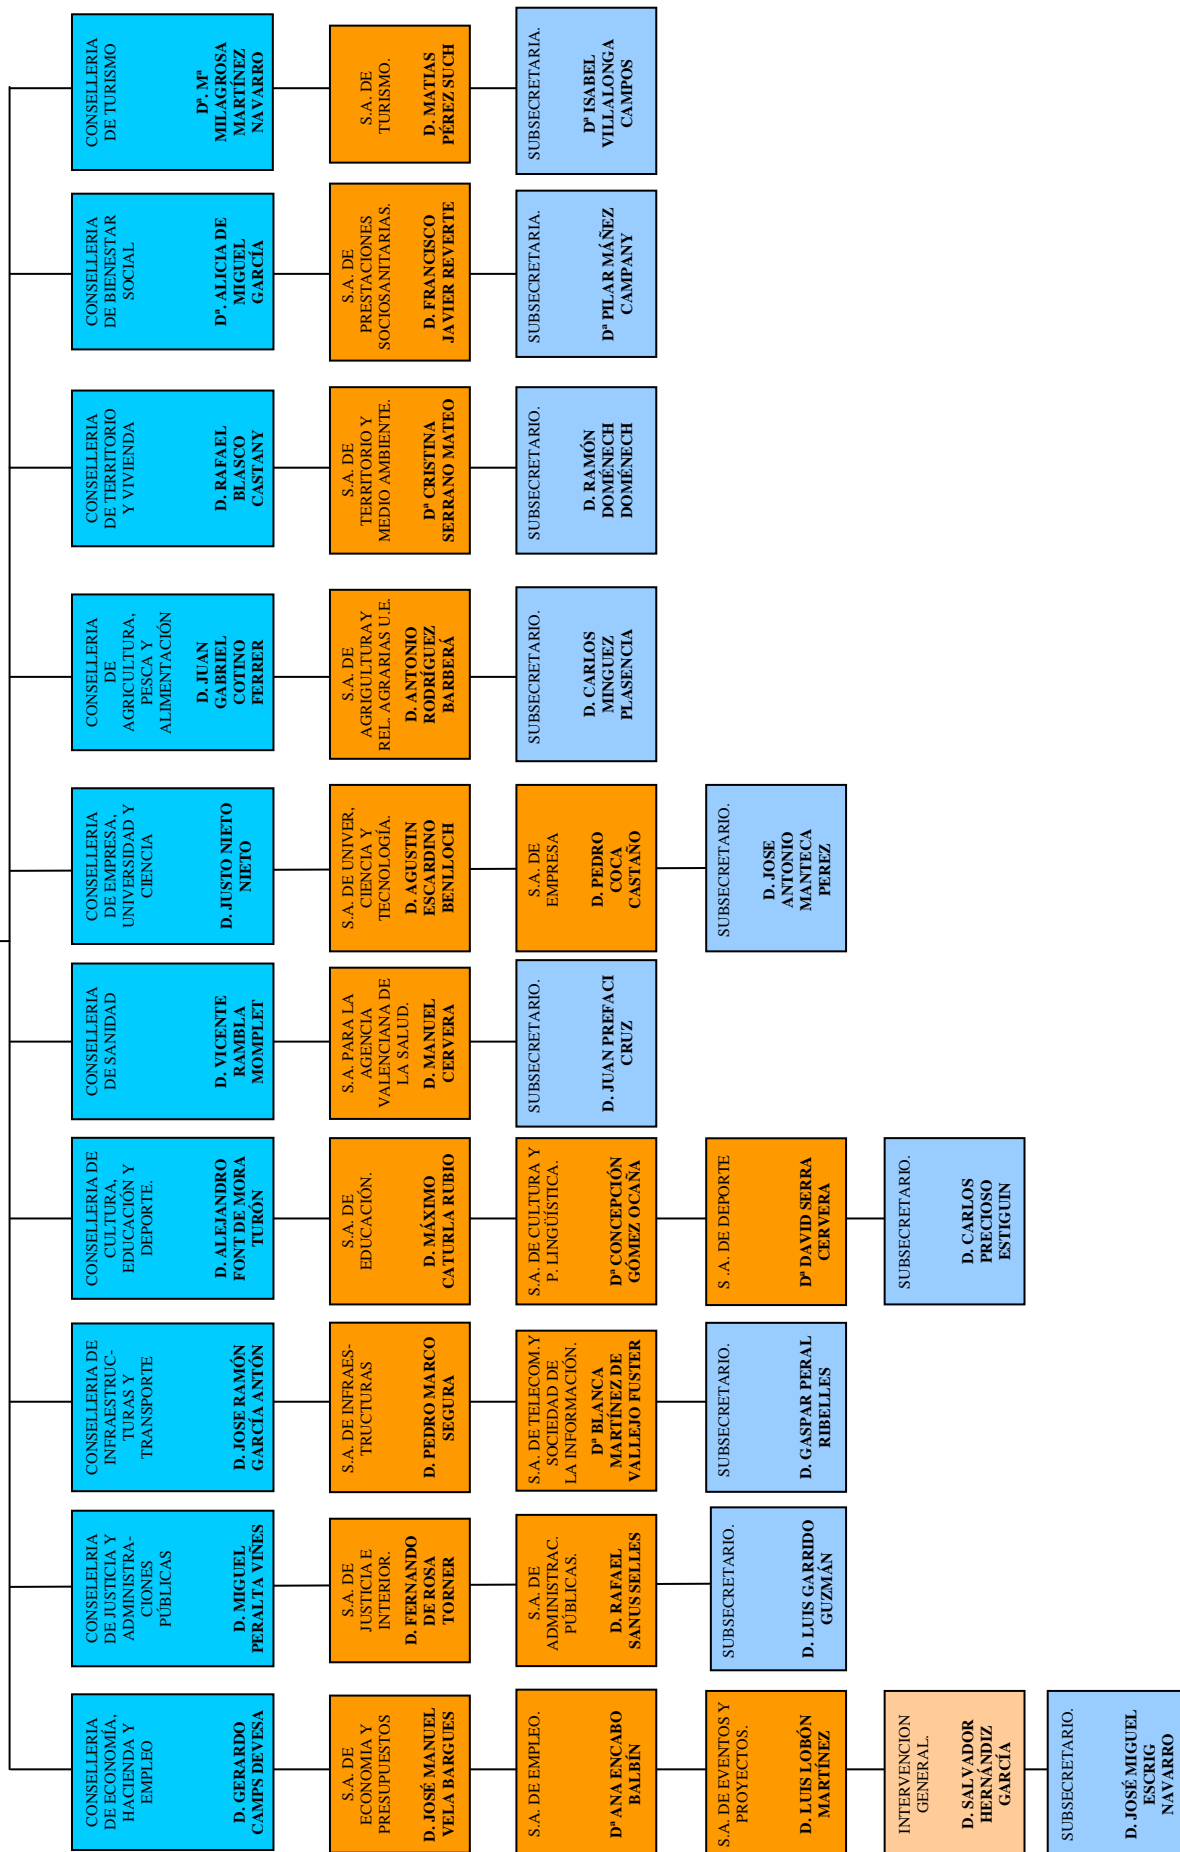 CONSELLERIA
DE ECONOMÍA,
HACIENDA Y
EMPLEO
D. GERARDO
CAMPS DEVESA
S.A. DE
ECONOMIA Y
PRESUPUESTOS
D. JOSÉ MANUEL
VELA BARGUES
S.A. DE EMPLEO.
Dª ANA ENCABO
BALBÍN
S.A. DE EVENTOS Y
PROYECTOS.
D. LUIS LOBÓN
MARTÍNEZ
INTERVENCION
GENERAL.
D. SALVADOR
HERNÁNDIZ
GARCÍA
SUBSECRETARIO.
D. JOSÉ MIGUEL
ESCRIG
NAVARRO
CONSELELRIA
DE JUSTICIA Y
ADMINISTRA-
CIONES
PÚBLICAS
D. MIGUEL
PERALTA VIÑES
S.A. DE
JUSTICIA E
INTERIOR.
D. FERNANDO
DE ROSA
TORNER
S.A. DE
ADMINISTRAC.
PÚBLICAS.
D. RAFAEL
SANUS SELLES
SUBSECRETARIO.
D. LUIS GARRIDO
GUZMÁN
CONSELLERIA DE
INFRAESTRUC-
TURAS Y
TRANSPORTE
D. JOSE RAMÓN
GARCÍA ANTÓN
S.A. DE INFRAES-
TRUCTURAS
D. PEDRO MARCO
SEGURA
S.A. DE TELECOM.Y
SOCIEDAD DE
LA INFORMACIÓN.
Dª BLANCA
MARTÍNEZ DE
VALLEJO FUSTER
SUBSECRETARIO.
D. GASPAR PERAL
RIBELLES
CONSELLERIA DE
CULTURA,
EDUCACIÓN Y
DEPORTE.
D. ALEJANDRO
FONT DE MORA
TURÓN
S.A. DE
EDUCACIÓN.
D. MÁXIMO
CATURLA RUBIO
S.A. DE CULTURA Y
P. LINGÜÍSTICA.
Dª CONCEPCIÓN
GÓMEZ OCAÑA
S .A. DE DEPORTE
Dª DAVID SERRA
CERVERA
SUBSECRETARIO.
D. CARLOS
PRECIOSO
ESTIGUIN
CONSELLERIA
DE SANIDAD
D. VICENTE
RAMBLA
MOMPLET
S.A. PARA LA
AGENCIA
VALENCIANA DE
LA SALUD.
D. MANUEL
CERVERA
SUBSECRETARIO.
D. JUAN PREFACI
CRUZ
CONSELLERIA
DE EMPRESA,
UNIVERSIDAD Y
CIENCIA
D. JUSTO NIETO
NIETO
S.A. DE UNIVER,
CIENCIA Y
TECNOLOGÍA.
D. AGUSTIN
ESCARDINO
BENLLOCH
S.A. DE
EMPRESA
D. PEDRO
COCA
CASTAÑO
SUBSECRETARIO.
D. JOSE
ANTONIO
MANTECA
PEREZ
CONSELLERIA
DE
AGRICULTURA,
PESCA Y
ALIMENTACIÓN
D. JUAN
GABRIEL
COTINO
FERRER
S.A. DE
AGRIGULTURA Y
REL. AGRARIAS U.E.
D. ANTONIO
RODRÍGUEZ
BARBERÁ
SUBSECRETARIO.
D. CARLOS
MINGUEZ
PLASENCIA
CONSELLERIA
DE TERRITORIO
Y VIVIENDA
D. RAFAEL
BLASCO
CASTANY
S.A. DE
TERRITORIO Y
MEDIO AMBIENTE.
Dª CRISTINA
SERRANO MATEO
SUBSECRETARIO.
D. RAMÓN
DOMÉNECH
DOMÉNECH
CONSELLERIA
DE BIENESTAR
SOCIAL
Dª. ALICIA DE
MIGUEL
GARCÍA
S.A. DE
PRESTACIONES
SOCIOSANITARIAS.
D. FRANCISCO
JAVIER REVERTE
SUBSECRETARIA.
Dª PILAR MÁÑEZ
CAMPANY
CONSELLERIA
DE TURISMO
Dª. Mª
MILAGROSA
MARTÍNEZ
NAVARRO
S.A. DE
TURISMO.
D. MATIAS
PÉREZ SUCH
SUBSECRETARIA.
Dª ISABEL
VILLALONGA
CAMPOS